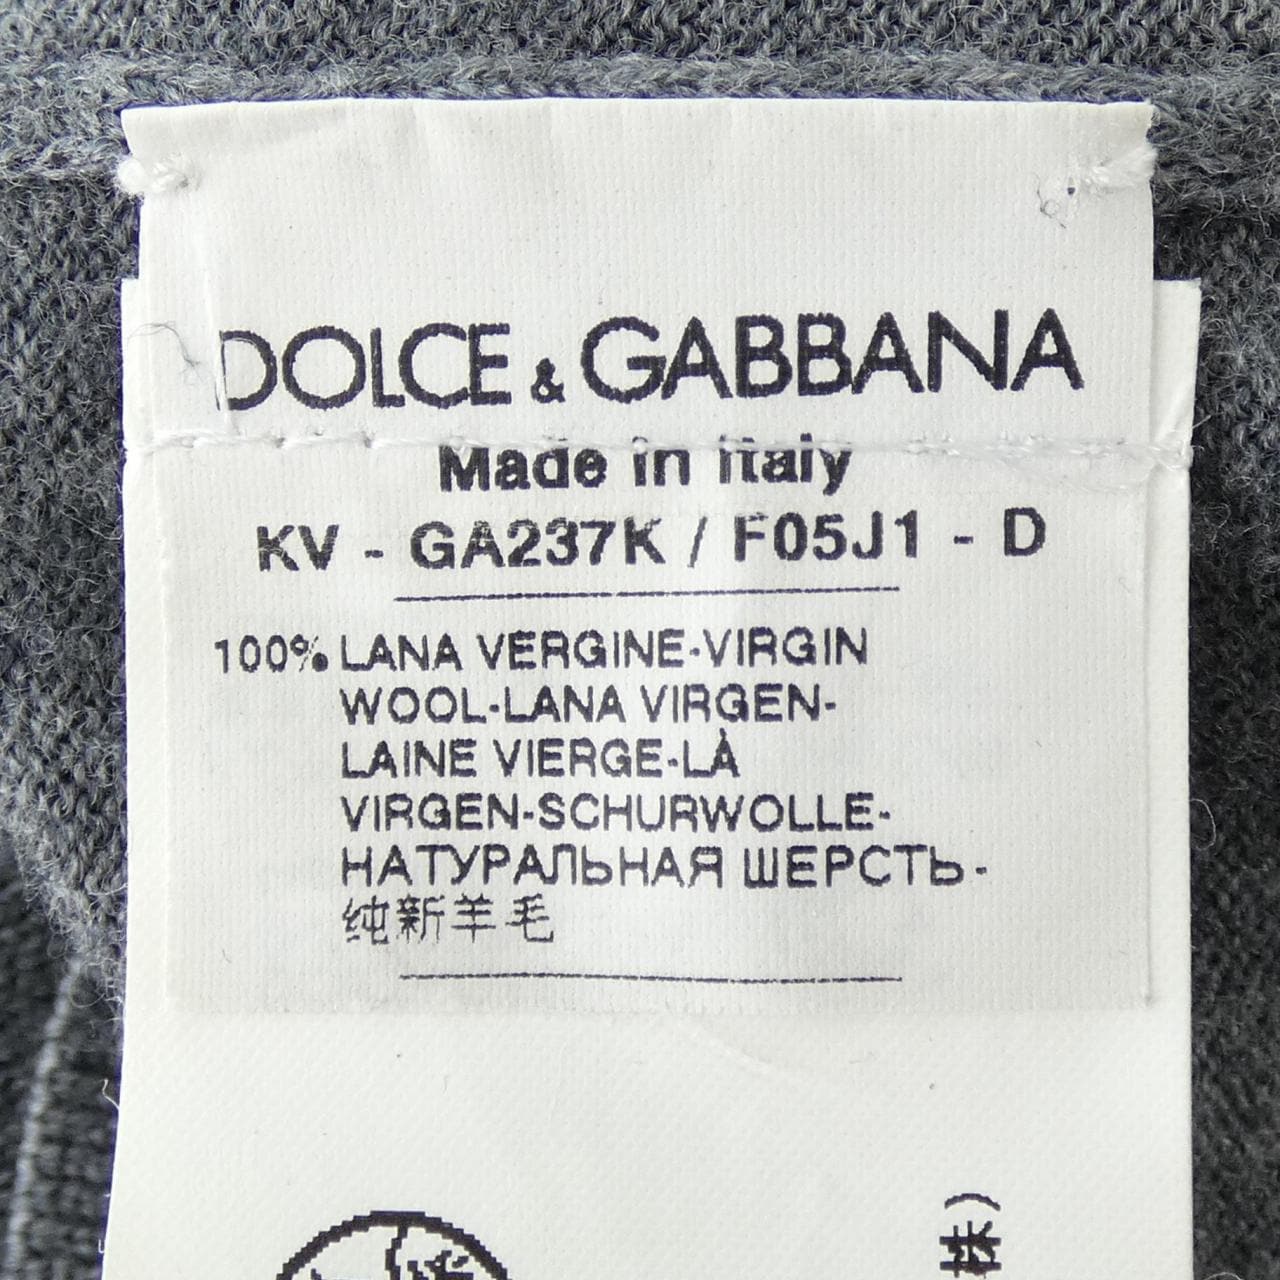 DOLCE & GABBANA
Made in Italy
KV - GA237K / F05J1 - D
100% LANA VERGINE-VIRGIN
WOOL-LANA VIRGEN-
LAINE VIERGE-LÀ
VIRGEN-SCHURWOLLE-
НАТУРАЛЬНАЯ ШЕРСТЬ-
纯新羊毛
株)